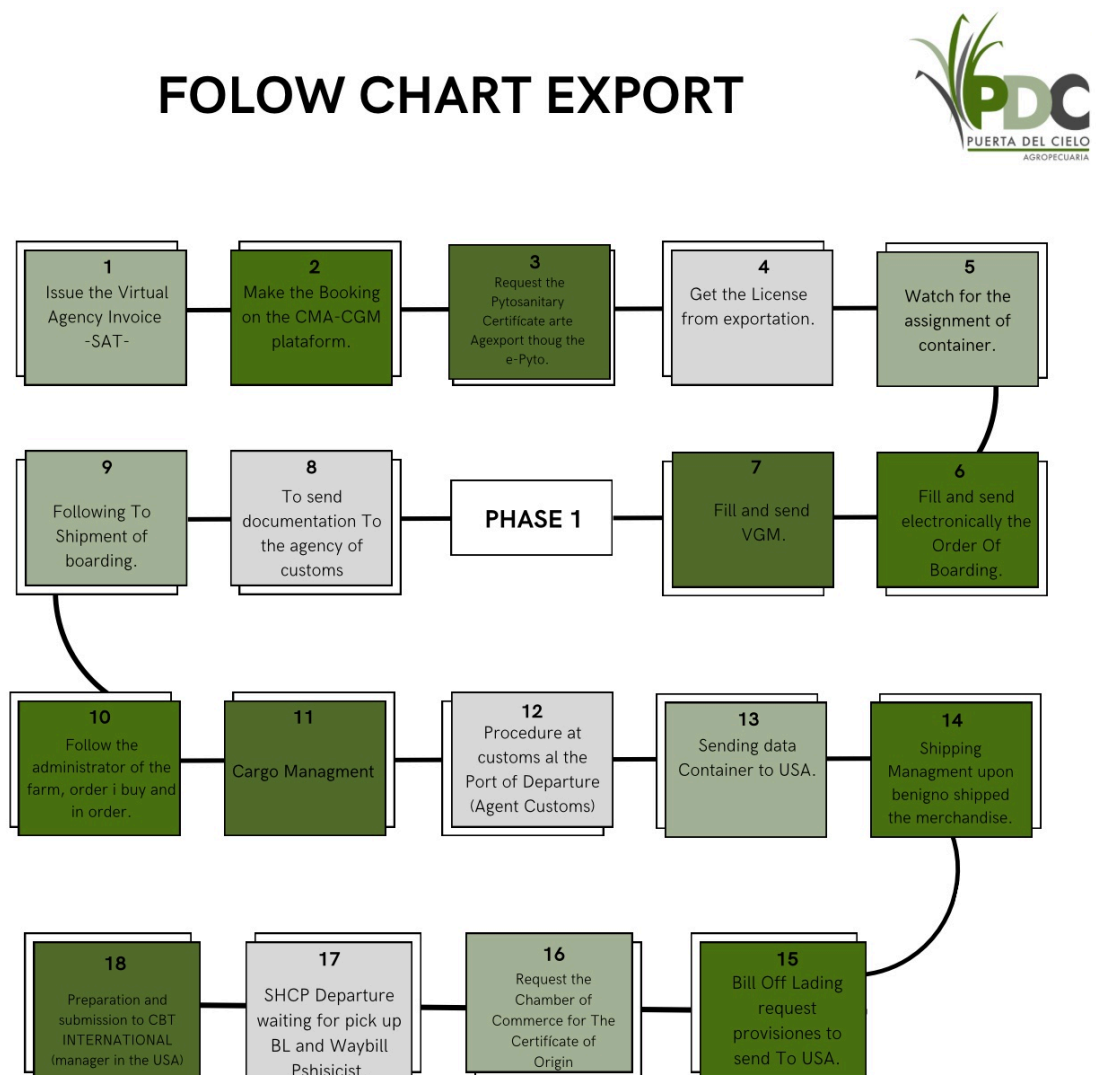 FOLOW CHART EXPORT
PDC
PUERTA DEL CIELO
AGROPECUARIA
1
Issue the Virtual
Agency Invoice
-SAT-
2
Make the Booking
on the CMA-CGM
plataform.
3
Request the
Pytosanitary
Certificate arte
Agexport thoug the
e-Pyto.
4
Get the License
from exportation.
5
Watch for the
assignment of
container.
6
Fill and send
electronically the
Order Of
Boarding.
7
Fill and send
VGM.
PHASE 1
8
To send
documentation To
the agency of
customs
9
Following To
Shipment of
boarding.
10
Follow the
administrator of the
farm, order i buy and
in order.
11
Cargo Managment
12
Procedure at
customs al the
Port of Departure
(Agent Customs)
13
Sending data
Container to USA.
14
Shipping
Managment upon
benigno shipped
the merchandise.
15
Bill Off Lading
request
provisiones to
send To USA.
16
Request the
Chamber of
Commerce for The
Certificate of
Origin
17
SHCP Departure
waiting for pick up
BL and Waybill
Pshisicist
18
Preparation and
submission to CBT
INTERNATIONAL
(manager in the USA)